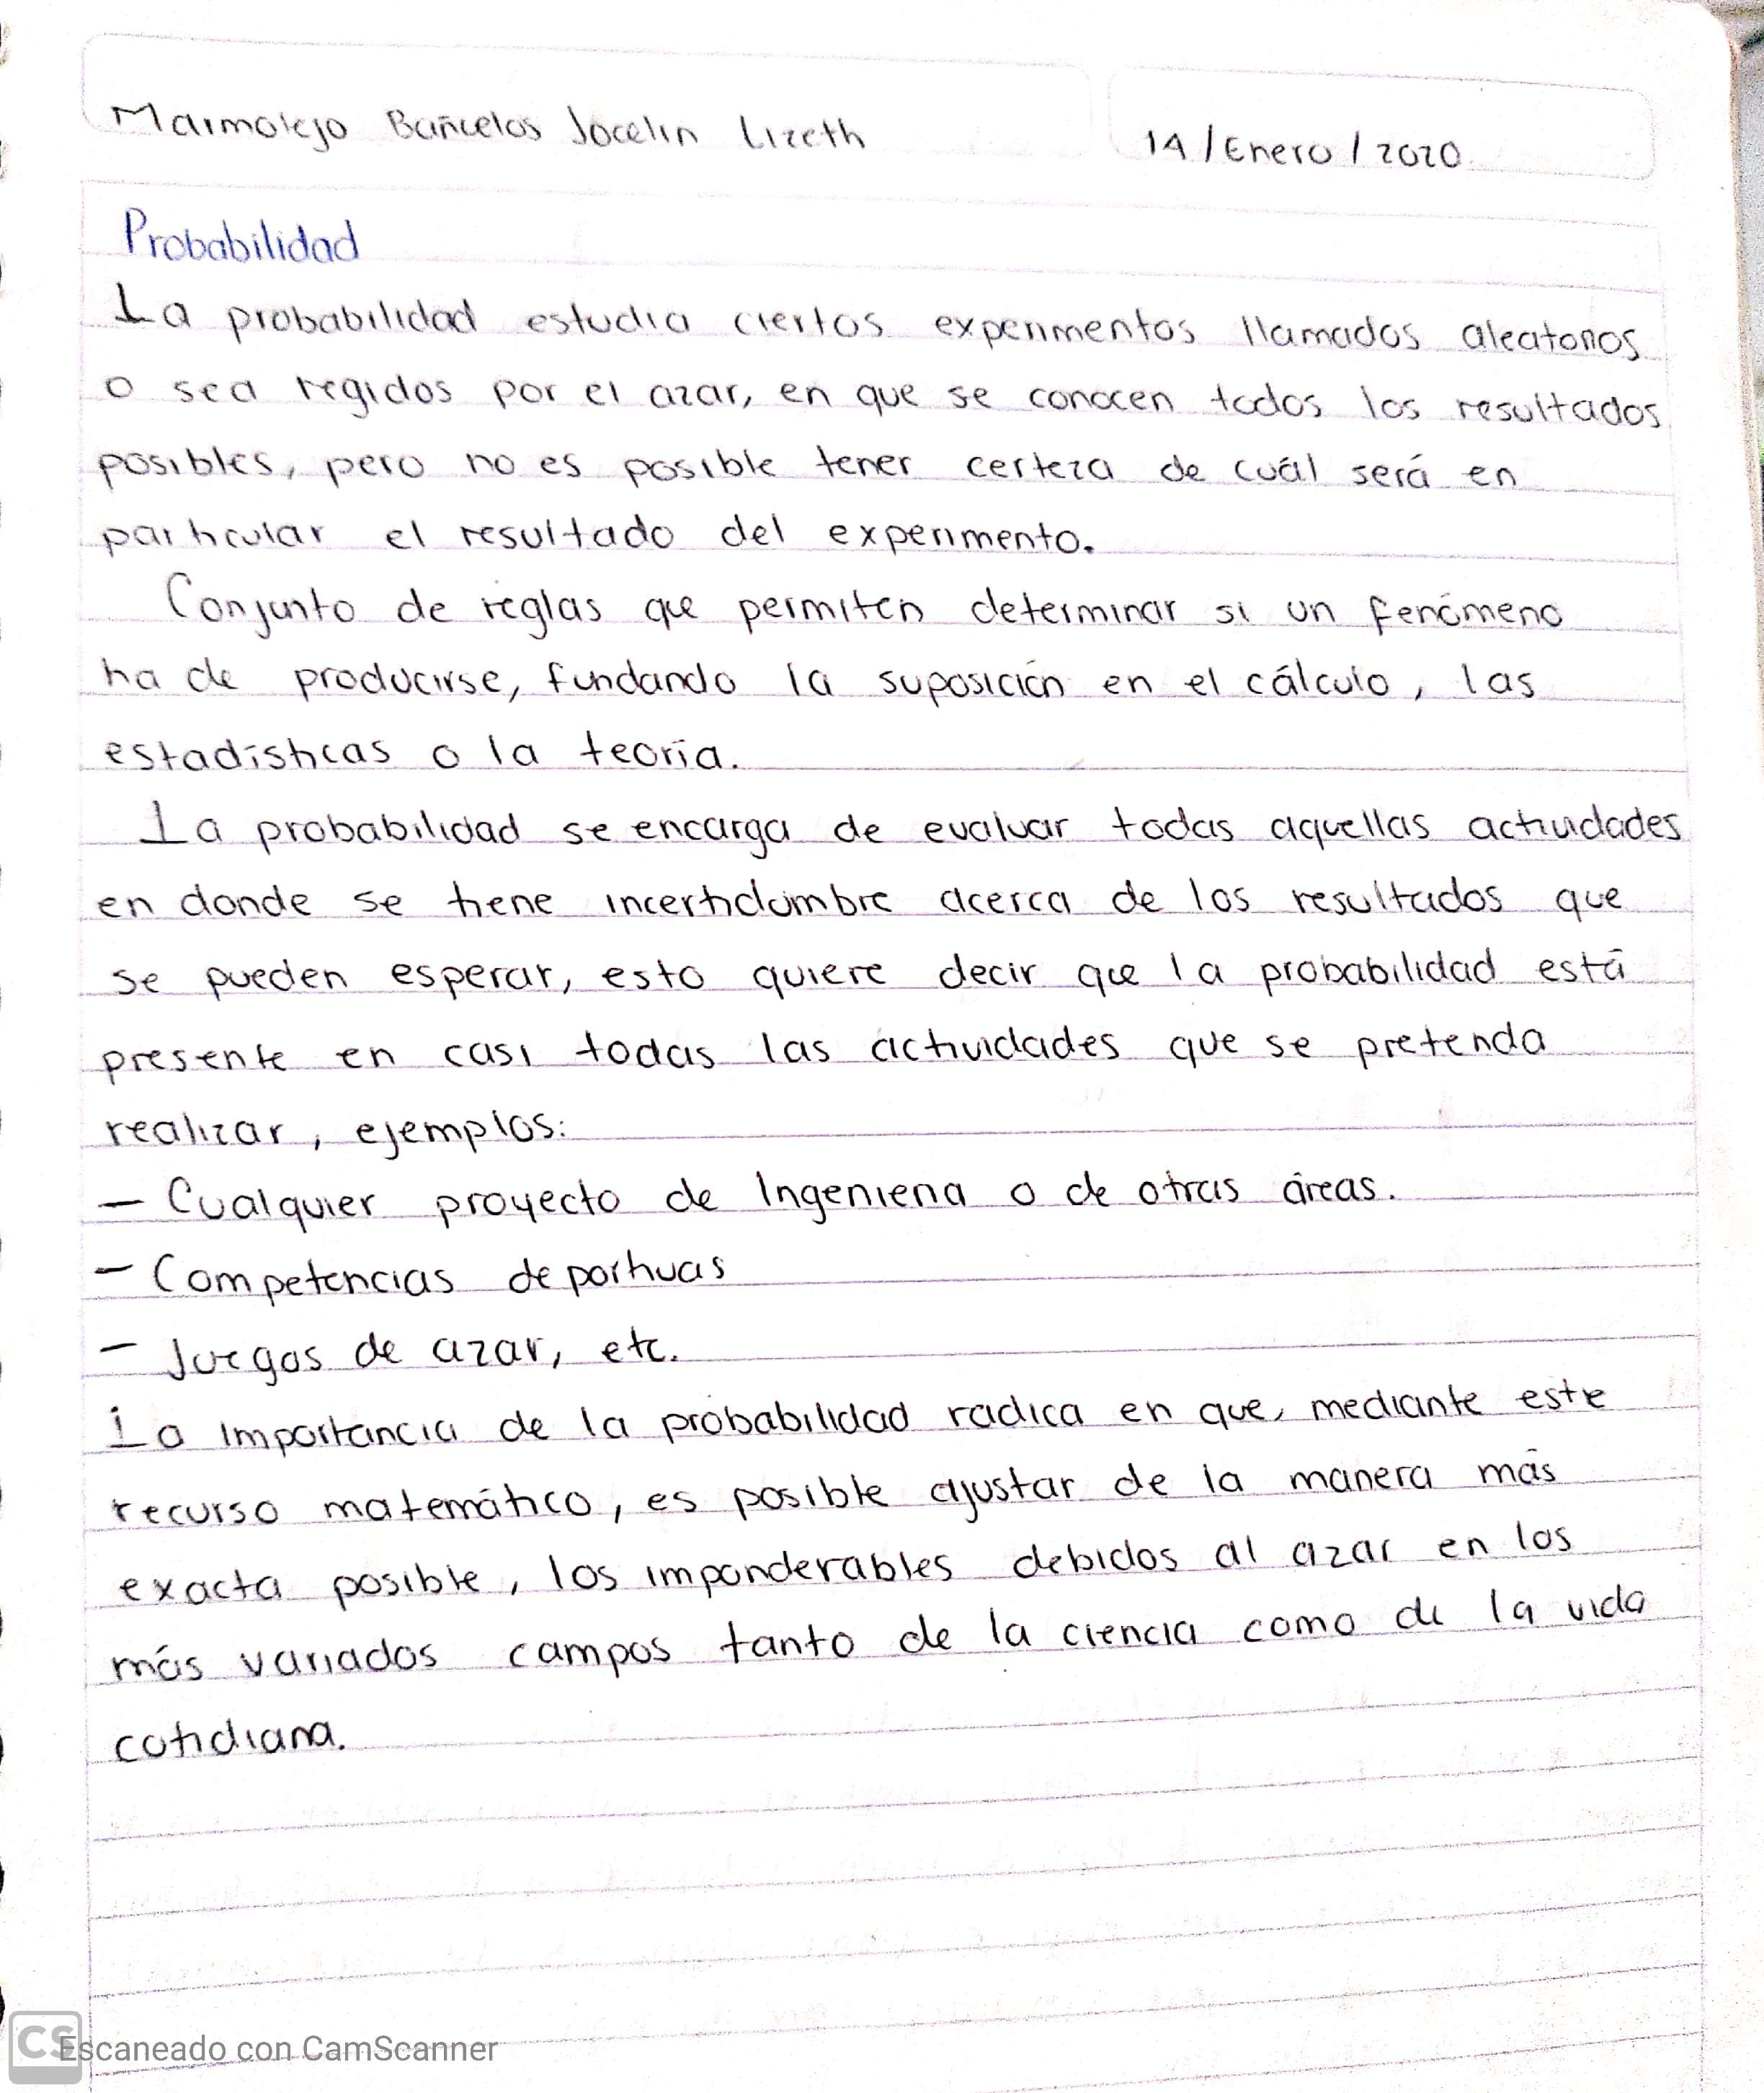 Marmolejo Bañuelos Jocelin Lizeth
14/Enero/2020
Probabilidad
La probabilidad estudia ciertos experimentos llamados aleatorios
o sea regidos por el azar, en que se conocen todos los resultados
posibles, pero no es posible tener certeza de cuál será en
particular el resultado del experimento.
Conjunto de reglas que permiten determinar si un fenómeno
ha de producirse, fundando la suposición en el cálculo, las
estadísticas o la teoría.
La probabilidad se encarga de evaluar todas aquellas actividades
en donde se tiene incertidumbre acerca de los resultados que
se pueden esperar, esto quiere decir que la probabilidad está
presente en casi todas las actividades que se pretenda
realizar, ejemplos:
- Cualquier proyecto de Ingeniería o de otras áreas.
- Competencias deportivas
- Juegos de azar, etc.
La importancia de la probabilidad radica en que, mediante este
recurso matemático, es posible ajustar de la manera más
exacta posible, los imponderables debidos al azar en los
más variados campos tanto de la ciencia como de la vida
cotidiana.
CS Escaneado con CamScanner